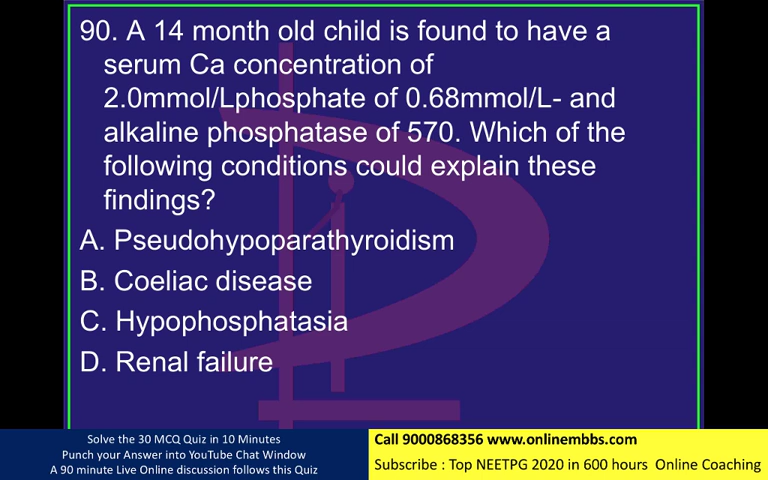 90. A 14 month old child is found to have a
serum Ca concentration of
2.0mmol/Lphosphate of 0.68mmol/L- and
alkaline phosphatase of 570. Which of the
following conditions could explain these
findings?
A. Pseudohypoparathyroidism
B. Coeliac disease
C. Hypophosphatasia
D. Renal failure
Solve the 30 MCQ Quiz in 10 Minutes
Punch your Answer into YouTube Chat Window
A 90 minute Live Online discussion follows this Quiz
Call 9000868356 www.onlinembbs.com
Subscribe : Top NEETPG 2020 in 600 hours Online Coaching